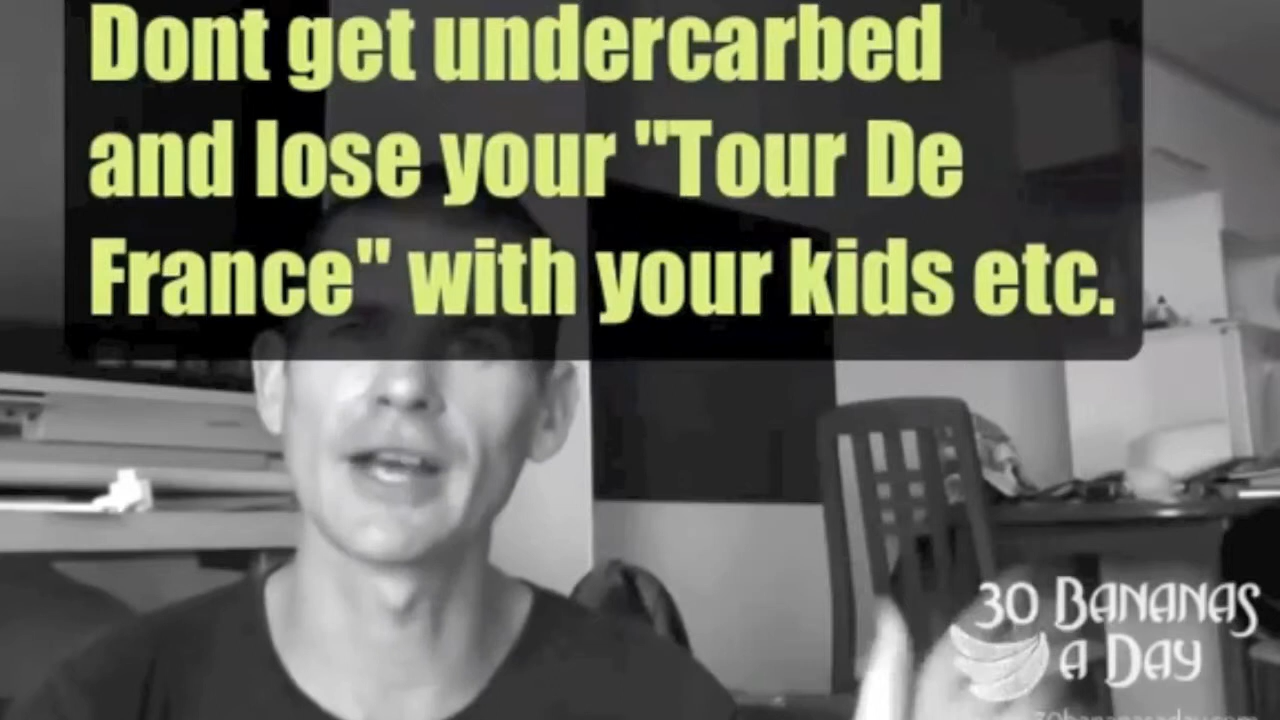 Dont get undercarbed
and lose your "Tour De
France" with your kids etc.
30 BANANAS
A DAY